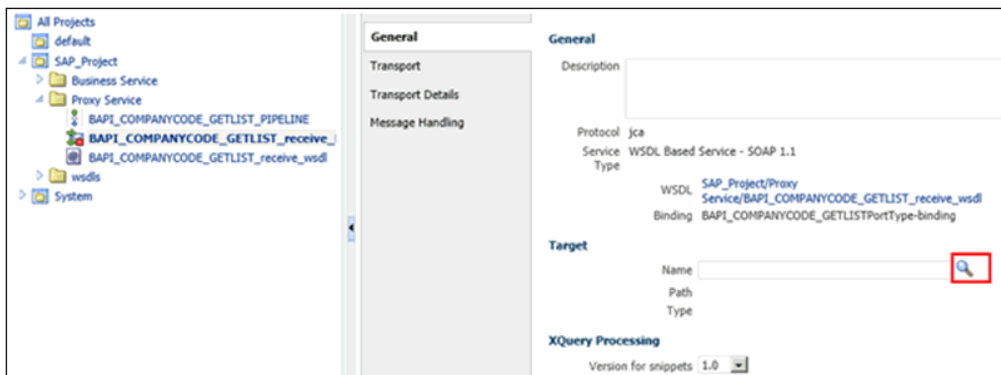 All Projects
default
SAP_Project
Business Service
Proxy Service
BAPI_COMPANYCODE_GETLIST_PIPELINE
BAPI_COMPANYCODE_GETLIST_receive_
BAPI_COMPANYCODE_GETLIST_receive_wsdl
wsdls
System
General
Transport
Transport Details
Message Handling
General
Description
Protocol jca
Service Type WSDL Based Service - SOAP 1.1
WSDL SAP_Project/Proxy
Service/BAPI_COMPANYCODE_GETLIST_receive_wsdl
Binding BAPI_COMPANYCODE_GETLISTPortType-binding
Target
Name
Path
Type
XQuery Processing
Version for snippets 1.0